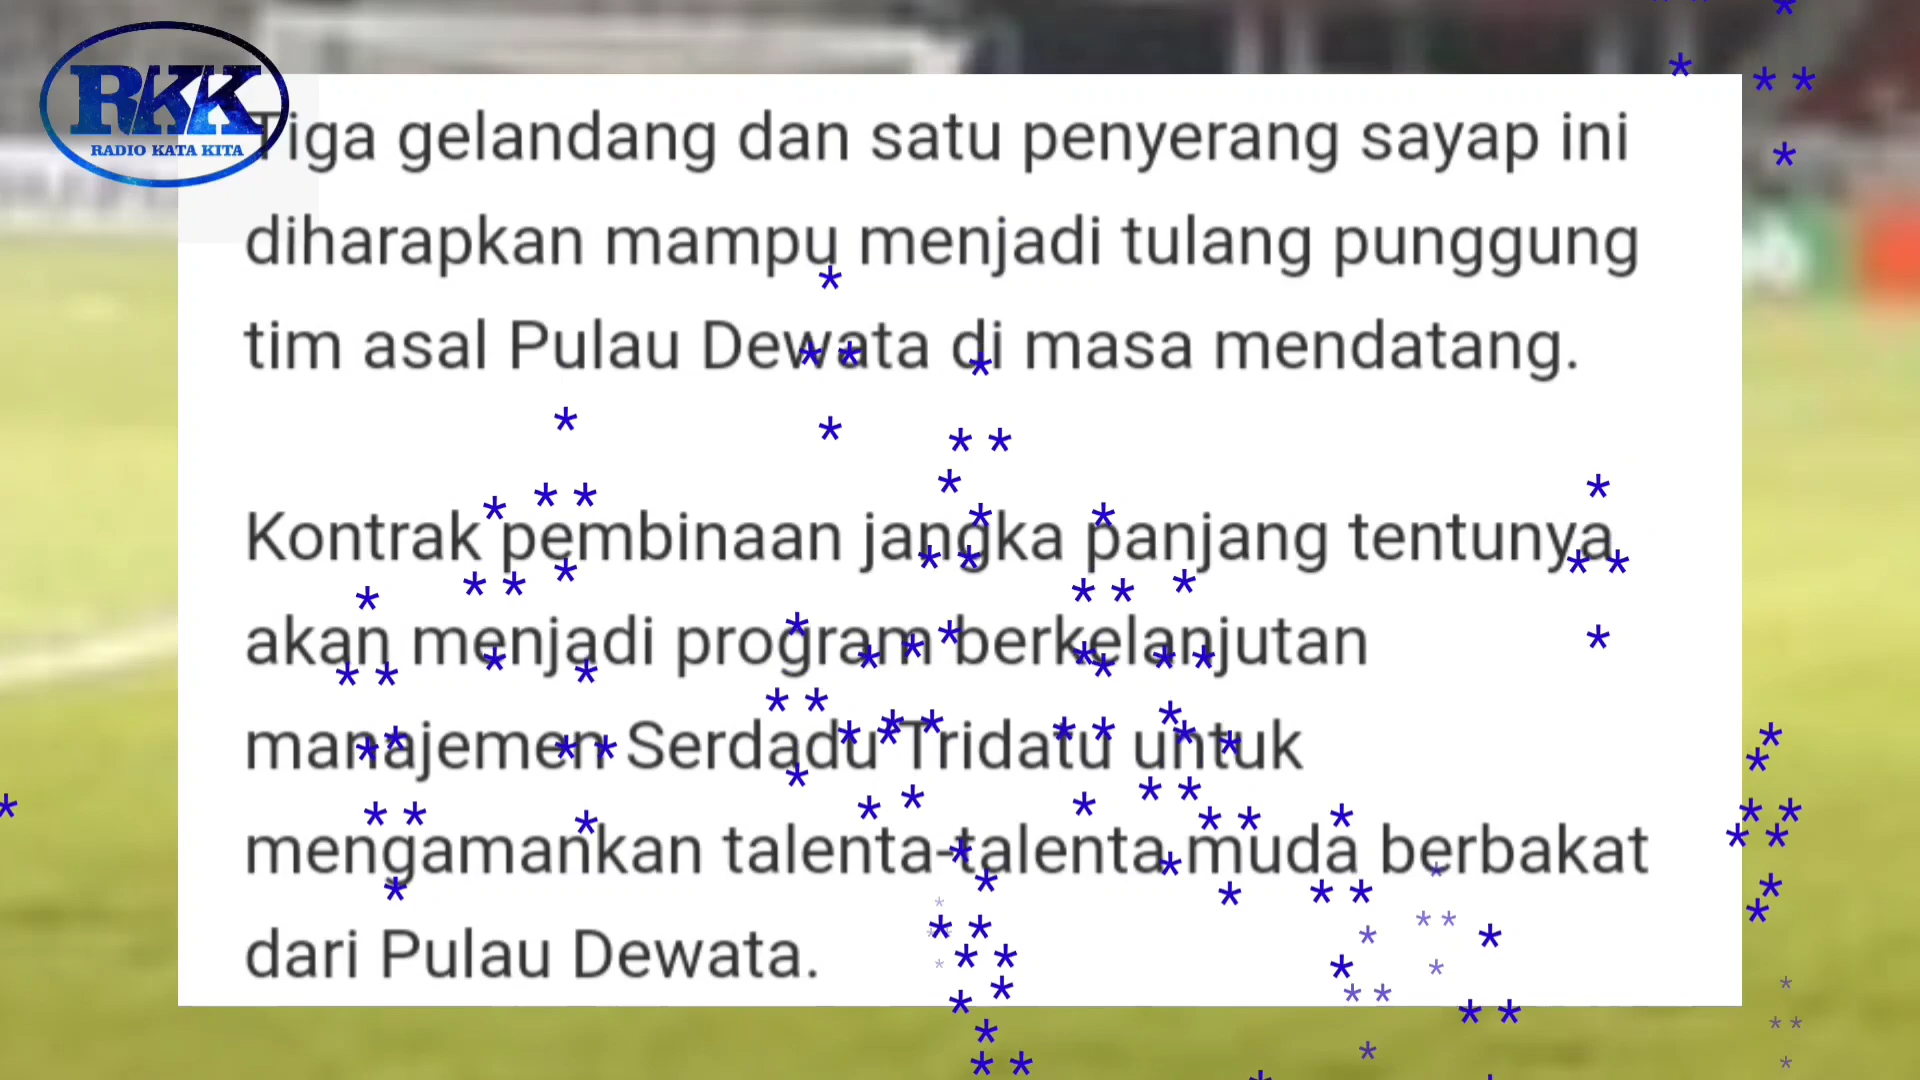 RKK
RADIO KATA KITA
Tiga gelandang dan satu penyerang sayap ini
diharapkan mampu menjadi tulang punggung
tim asal Pulau Dewata di masa mendatang.
Kontrak pembinaan jangka panjang tentunya
akan menjadi program berkelanjutan
manajemen Serdadu Tridatu untuk
mengamankan talenta-talenta muda berbakat
dari Pulau Dewata.